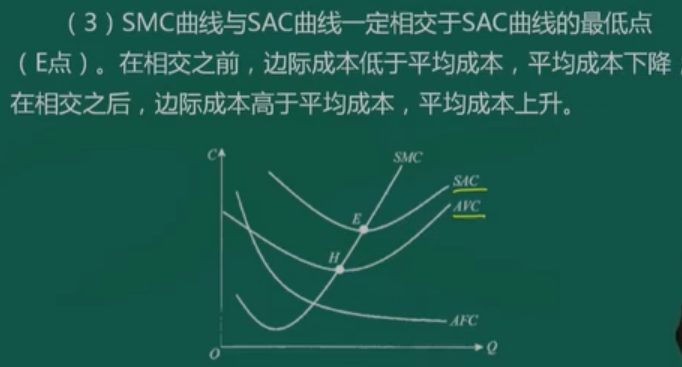 （3）SMC曲线与SAC曲线一定相交于SAC曲线的最低点
（E点）。在相交之前，边际成本低于平均成本，平均成本下降；
在相交之后，边际成本高于平均成本，平均成本上升。
C
SMC
SAC
AVC
E
H
AFC
O
Q